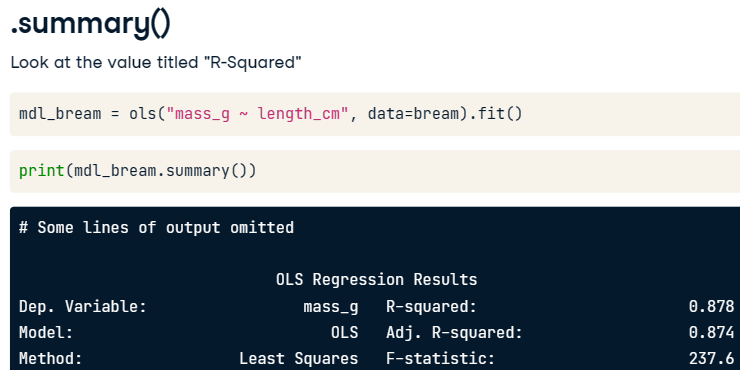 .summary()
Look at the value titled "R-Squared"
mdl_bream = ols("mass_g ~ length_cm", data=bream).fit()
print(mdl_bream.summary())
# Some lines of output omitted
OLS Regression Results
Dep. Variable: mass_g R-squared: 0.878
Model: OLS Adj. R-squared: 0.874
Method: Least Squares F-statistic: 237.6